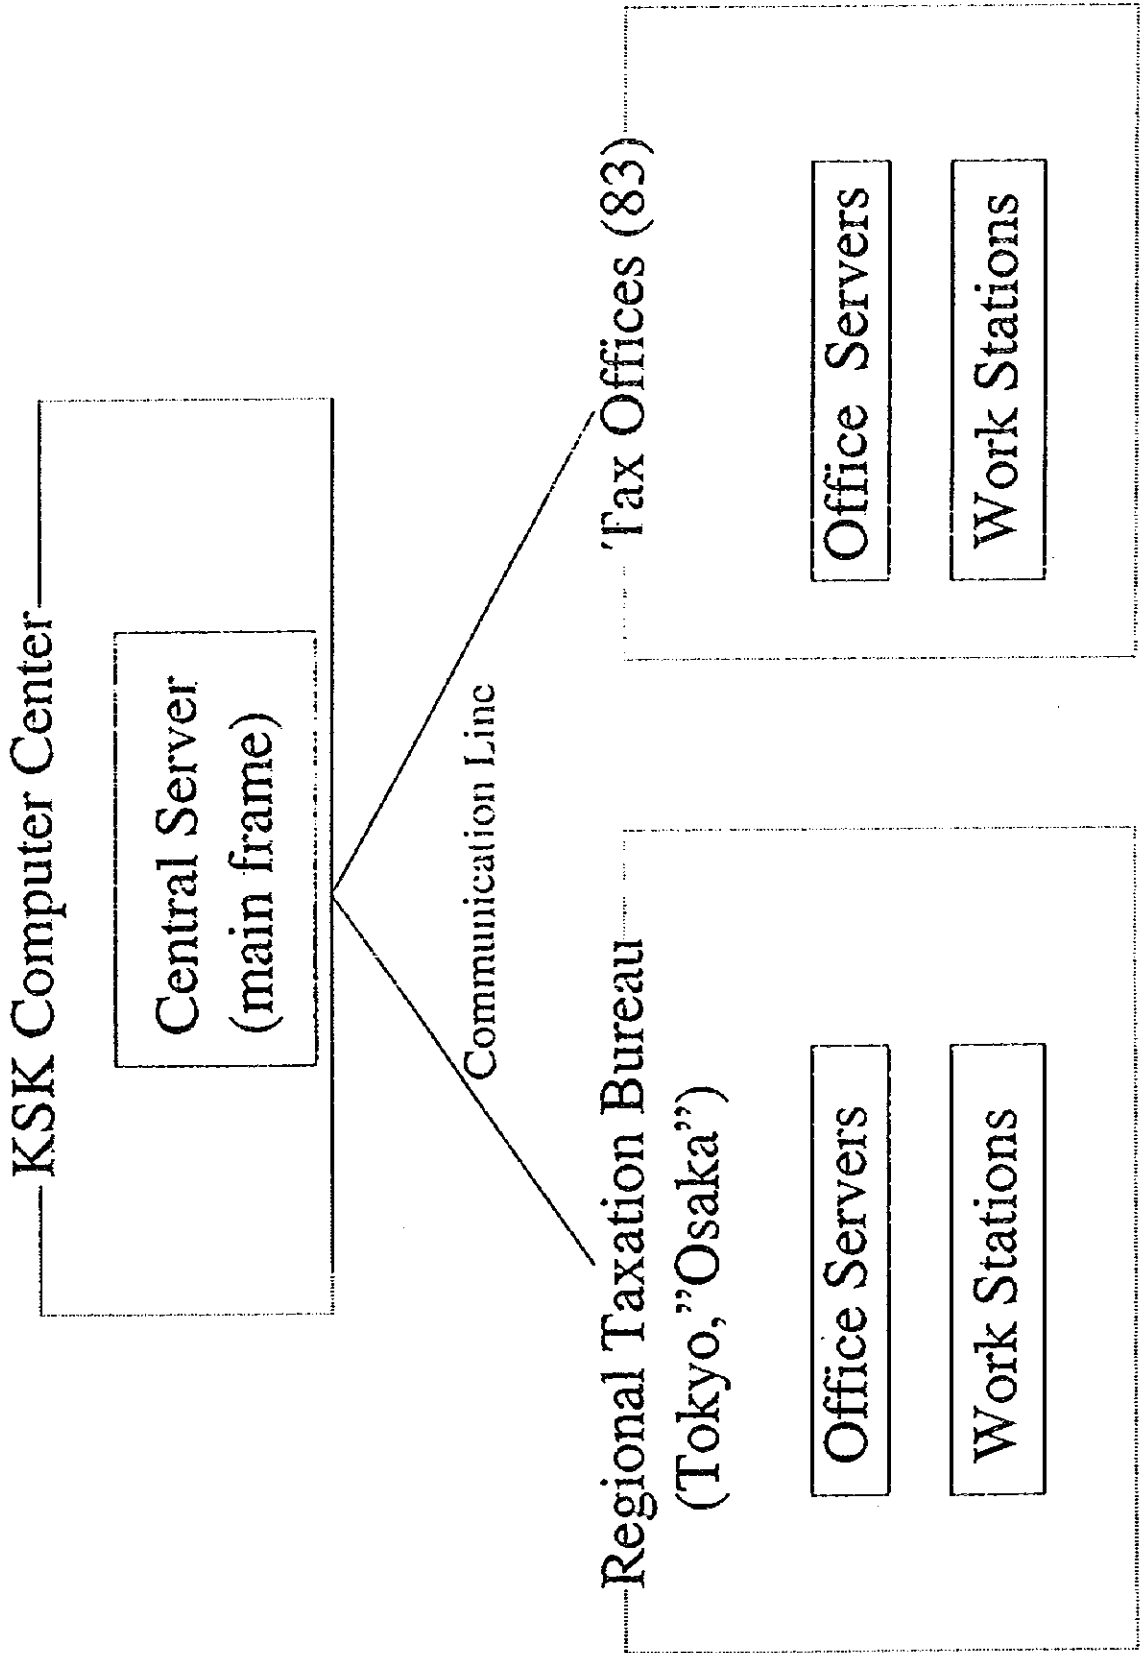 KSK Computer Center
Central Server
(main frame)
Communication Line
Regional Taxation Bureau
(Tokyo,”Osaka”)
Office Servers
Work Stations
Tax Offices (83)
Office Servers
Work Stations